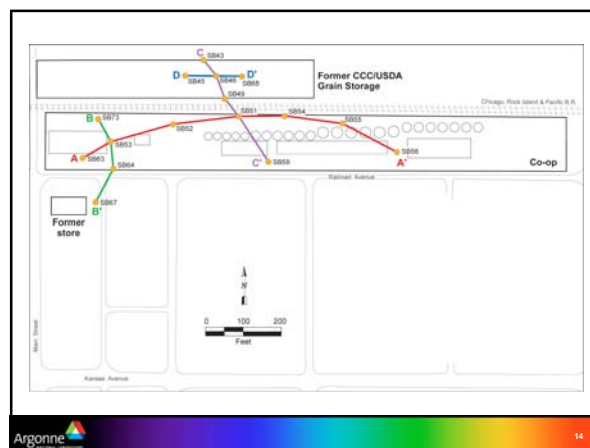 C
SB43
D
D'
SB45
SB46
SB68
Former CCC/USDA
Grain Storage
SB49
Chicago, Rock Island & Pacific R.R.
B
SB73
SB51
SB54
SB52
SB55
SB53
A
SB63
C'
SB59
SB56
A'
Co-op
SB64
Railroad Avenue
SB67
B'
Former
store
N
0 100 200
Feet
Main Street
Kansas Avenue
Argonne
14